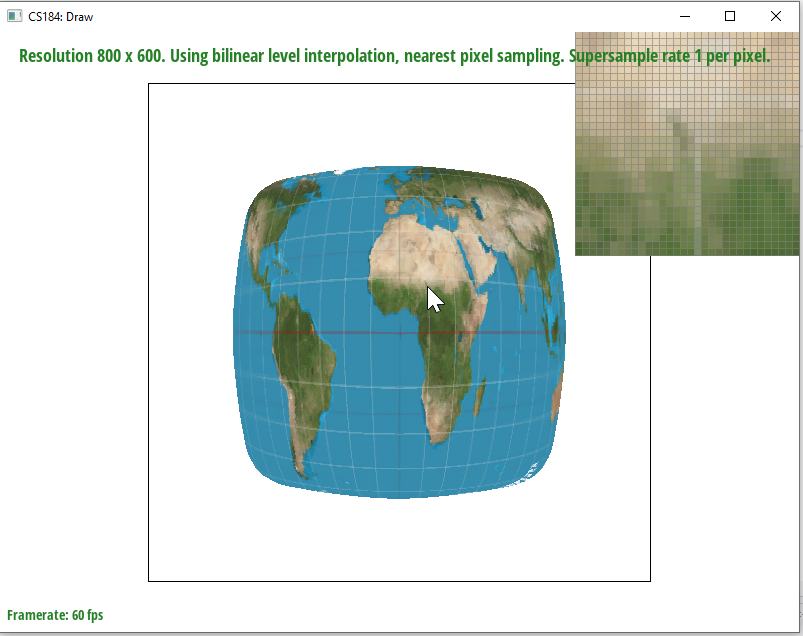 CS184: Draw
Resolution 800 x 600. Using bilinear level interpolation, nearest pixel sampling. Supersample rate 1 per pixel.
Framerate: 60 fps